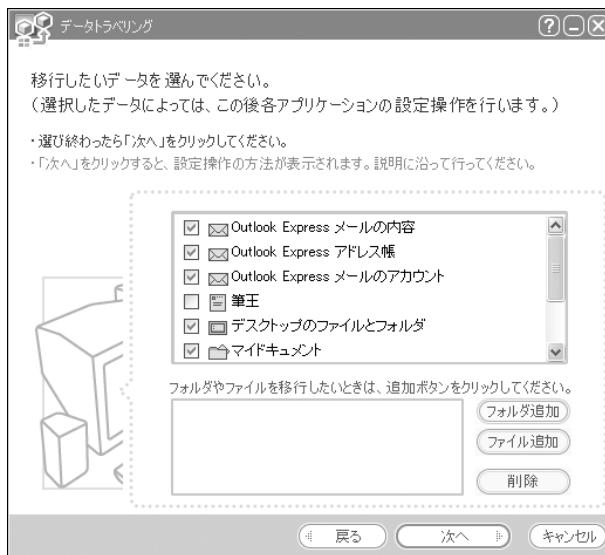 データトラベリング
移行したいデータを選んでください。
(選択したデータによっては、この後各アプリケーションの設定操作を行います。)
・選び終わったら「次へ」をクリックしてください。
・「次へ」をクリックすると、設定操作の方法が表示されます。説明に沿って行ってください。
Outlook Express メールの内容
Outlook Express アドレス帳
Outlook Express メールのアカウント
筆王
デスクトップのファイルとフォルダ
マイドキュメント
フォルダやファイルを移行したいときは、追加ボタンをクリックしてください。
フォルダ追加
ファイル追加
削除
戻る 次へ キャンセル